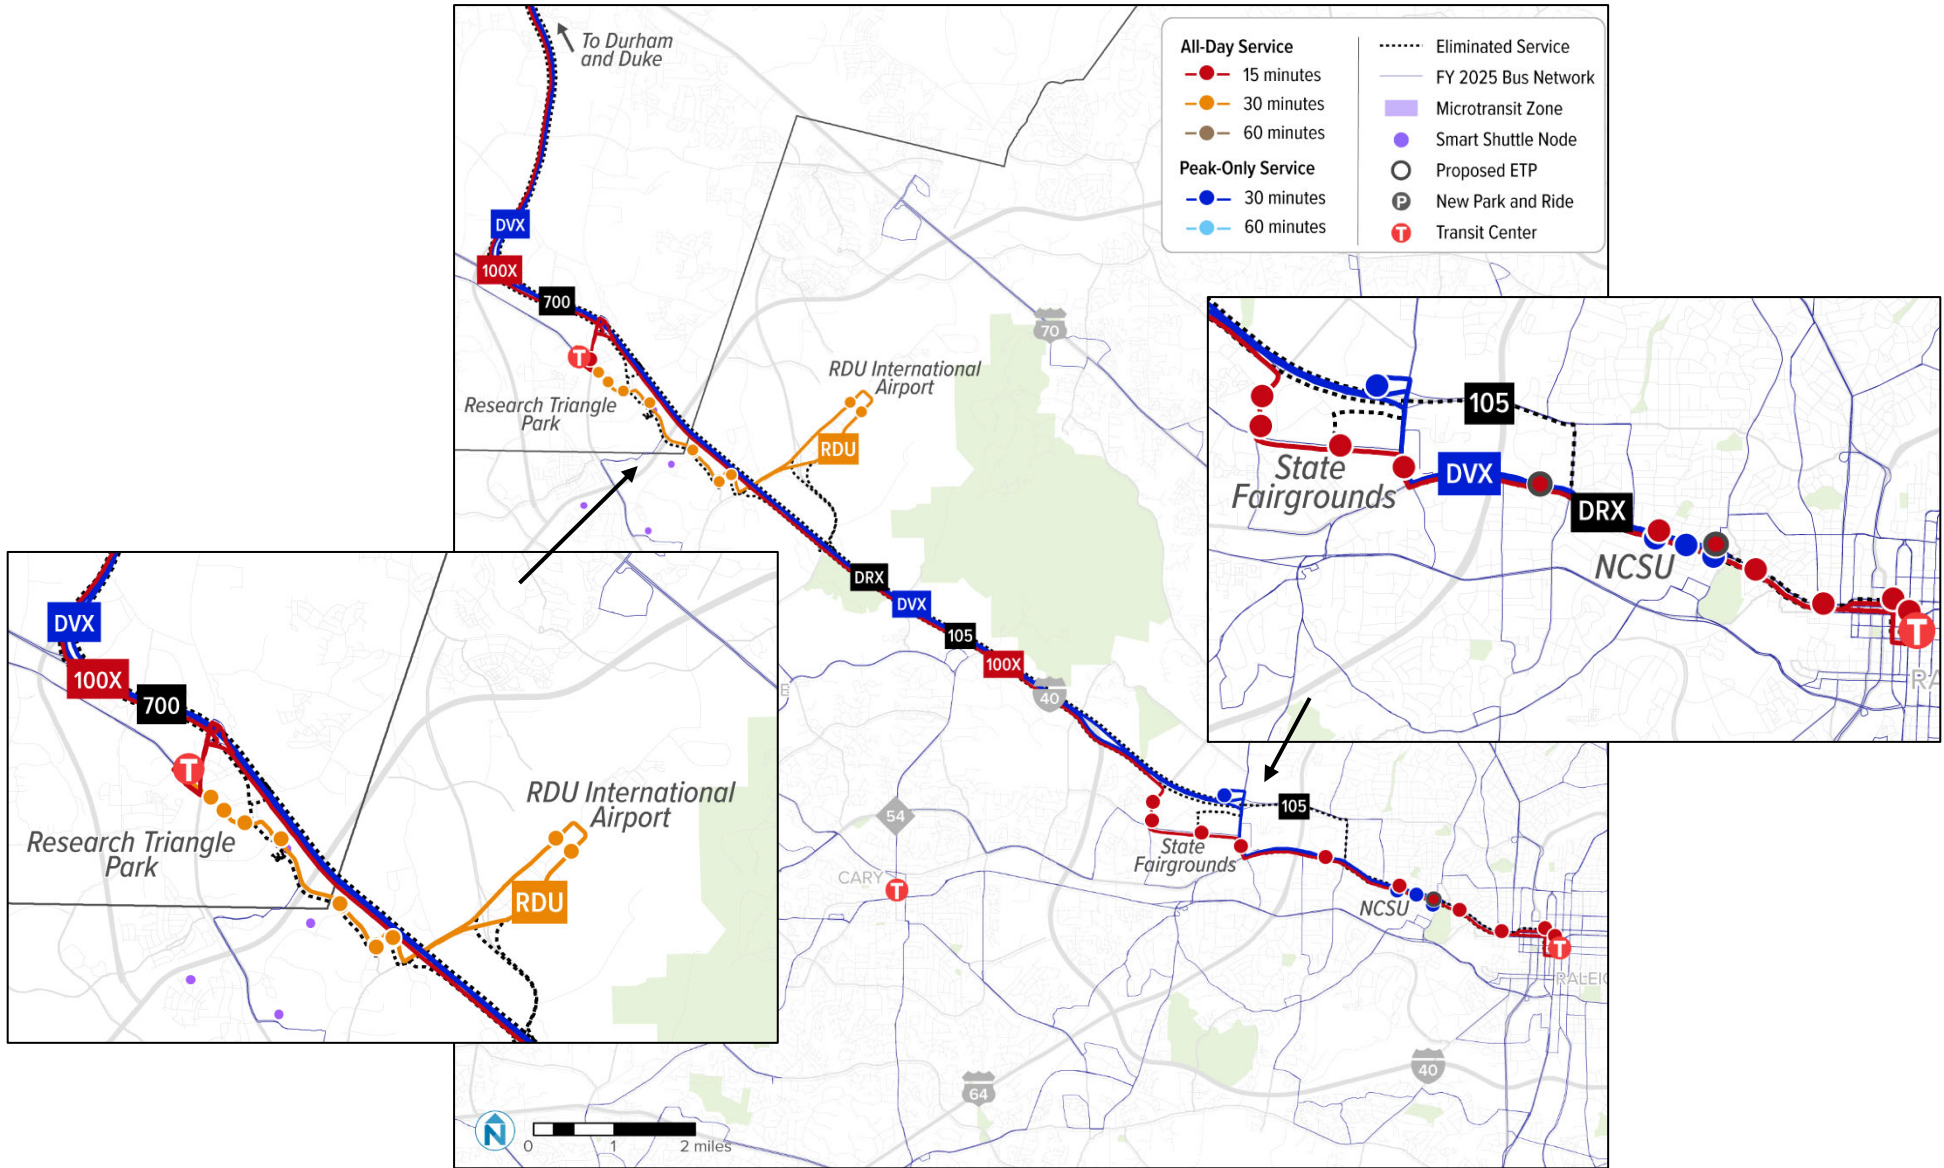 To Durham
and Duke
All-Day Service
15 minutes
30 minutes
60 minutes
Peak-Only Service
30 minutes
60 minutes
Eliminated Service
FY 2025 Bus Network
Microtransit Zone
Smart Shuttle Node
Proposed ETP
P
New Park and Ride
T
Transit Center
DVX
100X
700
T
Research Triangle
Park
RDU International
Airport
RDU
70
DRX
DVX
105
100X
40
105
State
Fairgrounds
DVX
DRX
NCSU
T
RA
DVX
100X
700
T
Research Triangle
Park
RDU International
Airport
RDU
E
54
CARY
T
105
State
Fairgrounds
NCSU
T
RALEIG
40
64
N
0
1
2 miles